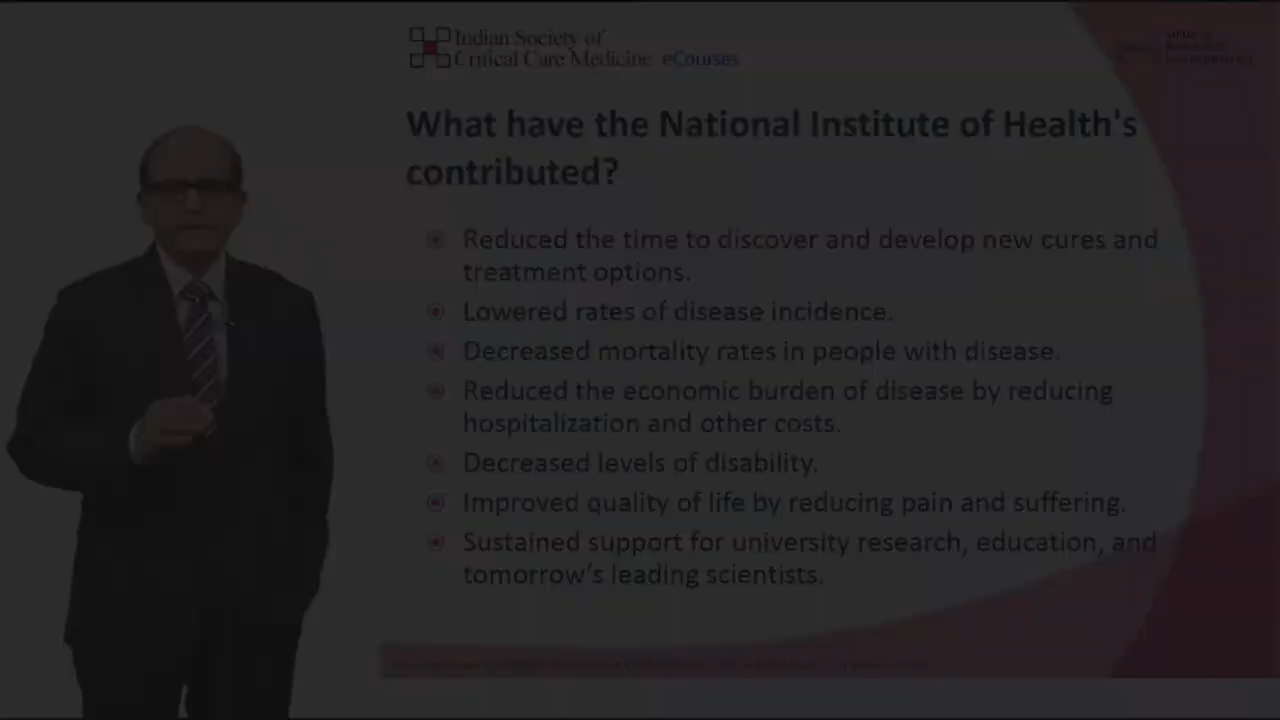 Indian Society of
Critical Care Medicine eCourses
What have the National Institute of Health's
contributed?
Reduced the time to discover and develop new cures and
treatment options.
Lowered rates of disease incidence.
Decreased mortality rates in people with disease.
Reduced the economic burden of disease by reducing
hospitalization and other costs.
Decreased levels of disability.
Improved quality of life by reducing pain and suffering.
Sustained support for university research, education, and
tomorrow's leading scientists.